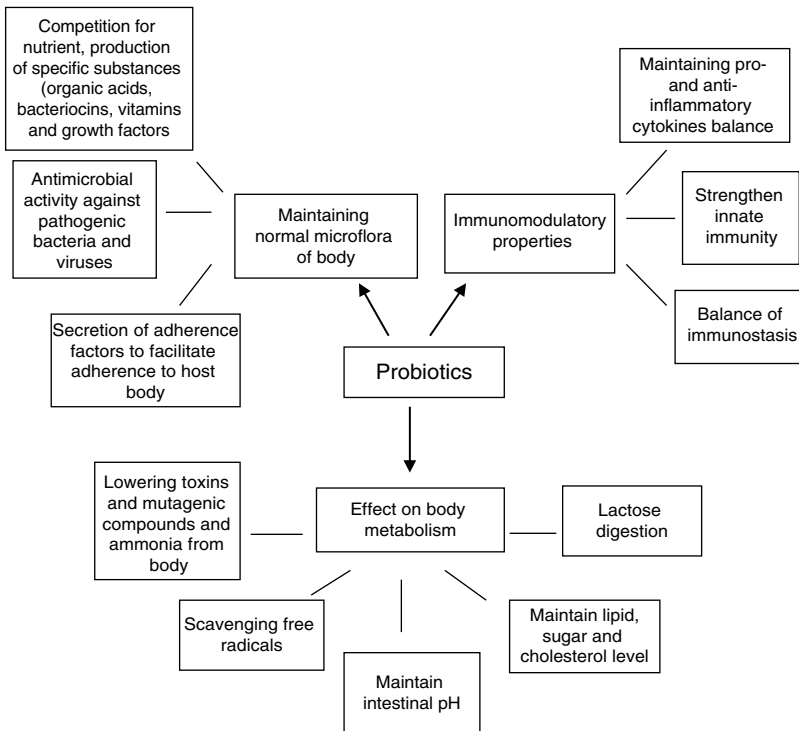 Competition for
nutrient, production
of specific substances
(organic acids,
bacteriocins, vitamins
and growth factors
Antimicrobial
activity against
pathogenic
bacteria and
viruses
Secretion of adherence
factors to facilitate
adherence to host
body
Maintaining
normal microflora
of body
Immunomodulatory
properties
Maintaining pro-
and anti-
inflammatory
cytokines balance
Strengthen
innate
immunity
Balance of
immunostasis
Probiotics
Effect on body
metabolism
Lowering toxins
and mutagenic
compounds and
ammonia from
body
Scavenging free
radicals
Maintain
intestinal pH
Maintain lipid,
sugar and
cholesterol level
Lactose
digestion